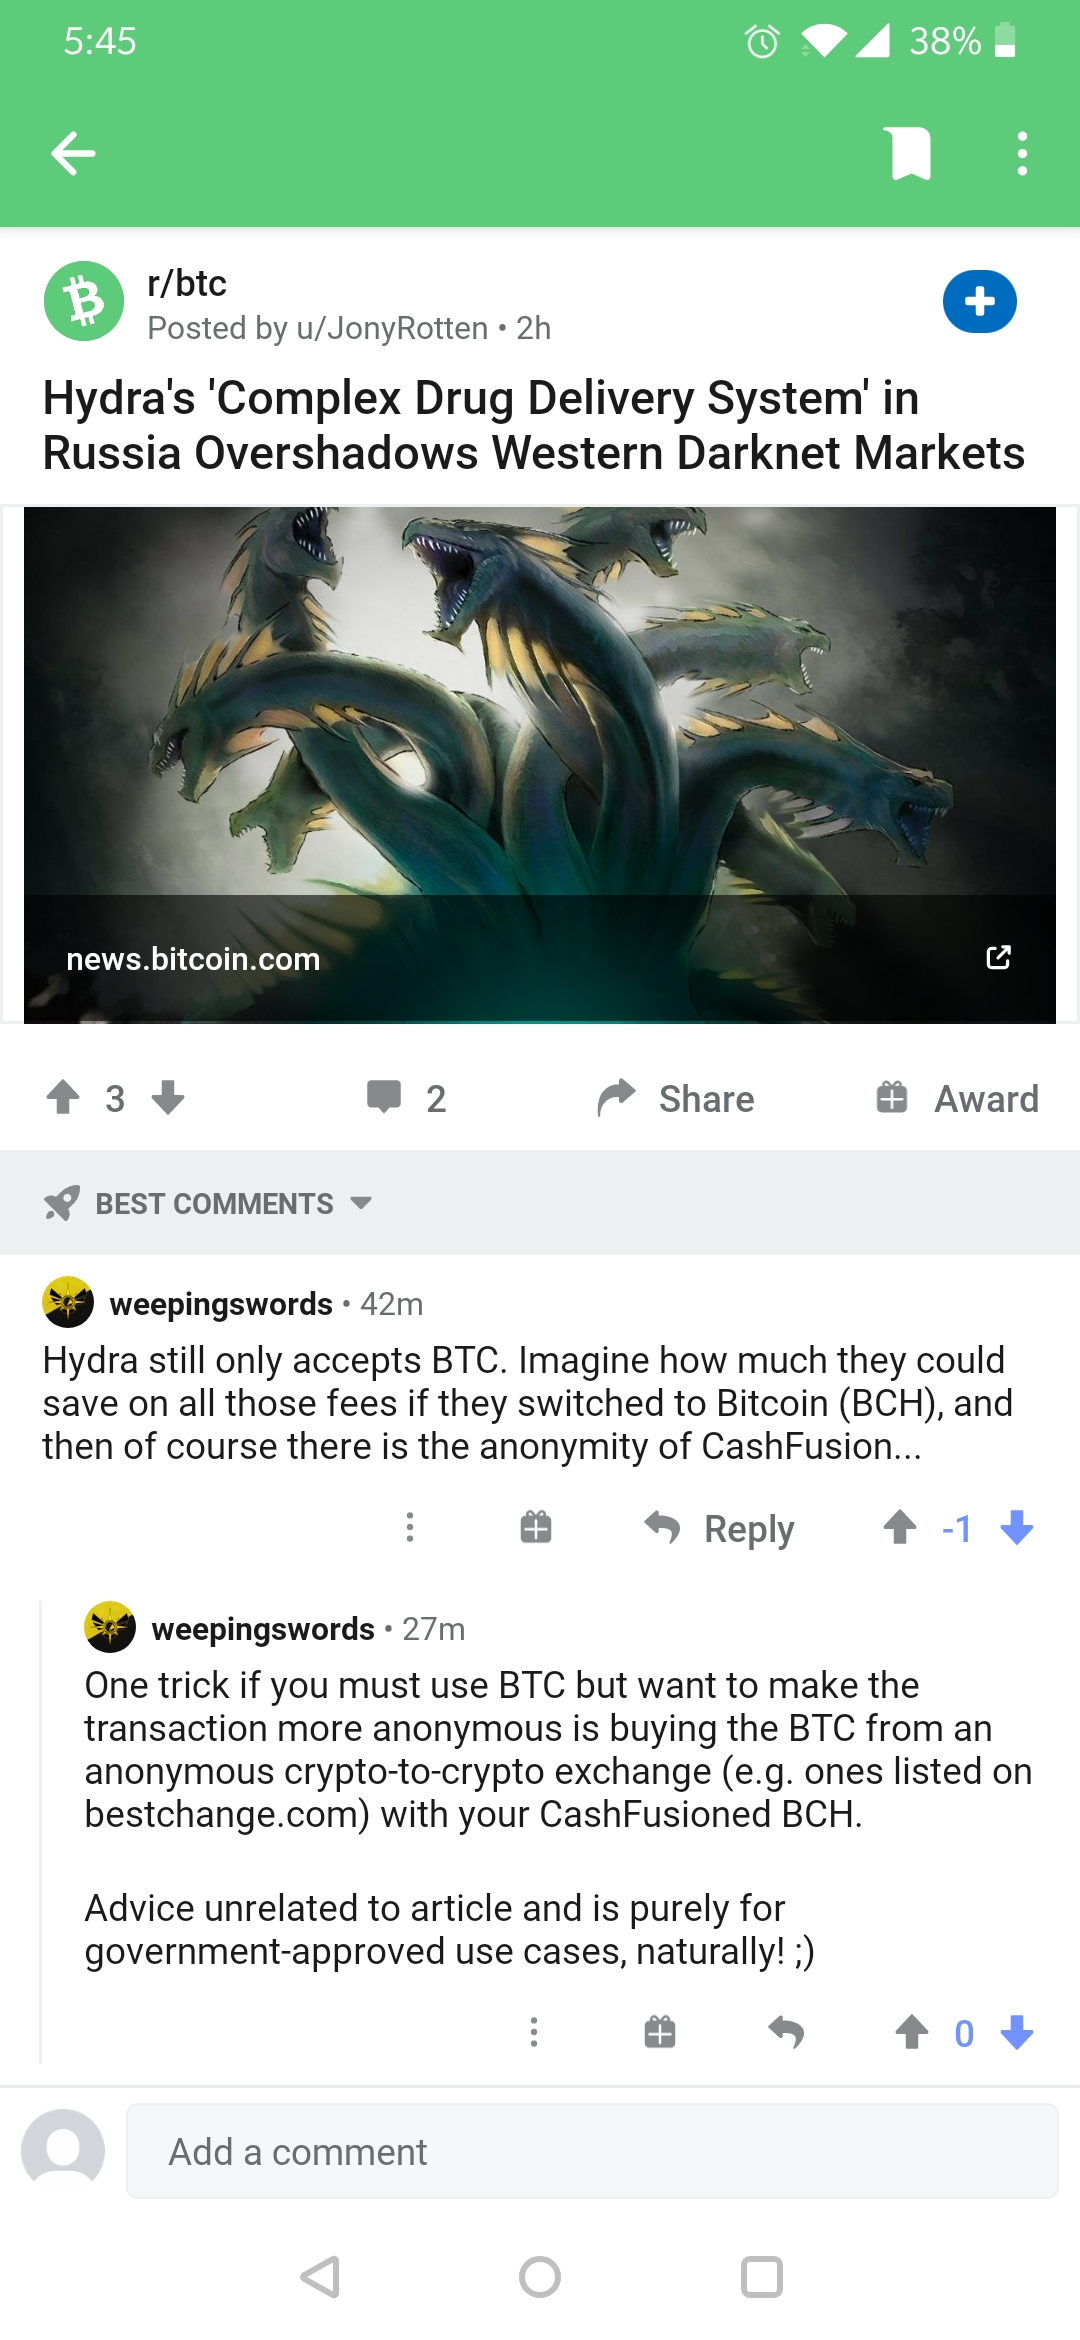 5:45
38%
r/btc
Posted by u/JonyRotten • 2h
Hydra's 'Complex Drug Delivery System' in
Russia Overshadows Western Darknet Markets
news.bitcoin.com
3
2
Share
Award
BEST COMMENTS
weepingswords • 42m
Hydra still only accepts BTC. Imagine how much they could
save on all those fees if they switched to Bitcoin (BCH), and
then of course there is the anonymity of CashFusion...
Reply
-1
weepingswords • 27m
One trick if you must use BTC but want to make the
transaction more anonymous is buying the BTC from an
anonymous crypto-to-crypto exchange (e.g. ones listed on
bestchange.com) with your CashFusioned BCH.
Advice unrelated to article and is purely for
government-approved use cases, naturally! ;)
0
Add a comment